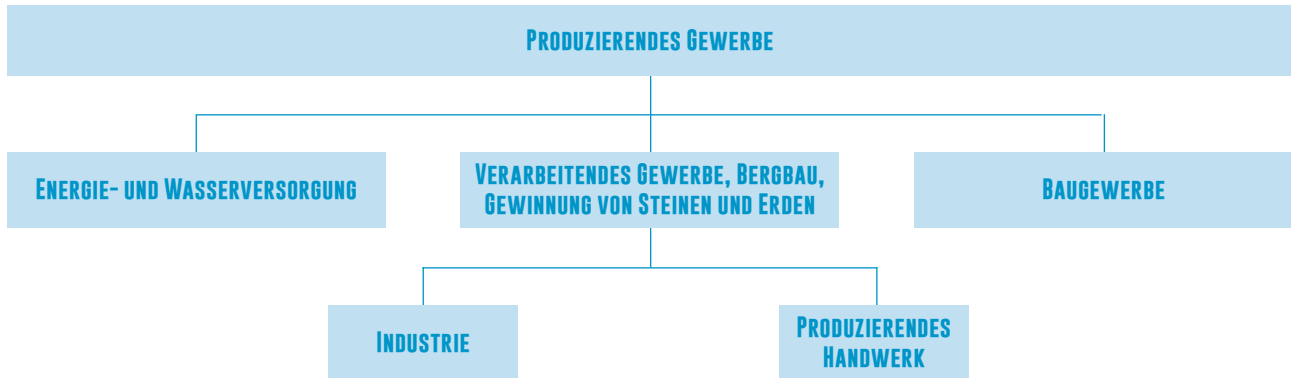 Produzierendes Gewerbe
Energie- und Wasserversorgung
Verarbeitendes Gewerbe, Bergbau,
Gewinnung von Steinen und Erden
Baugewerbe
Industrie
Produzierendes
Handwerk